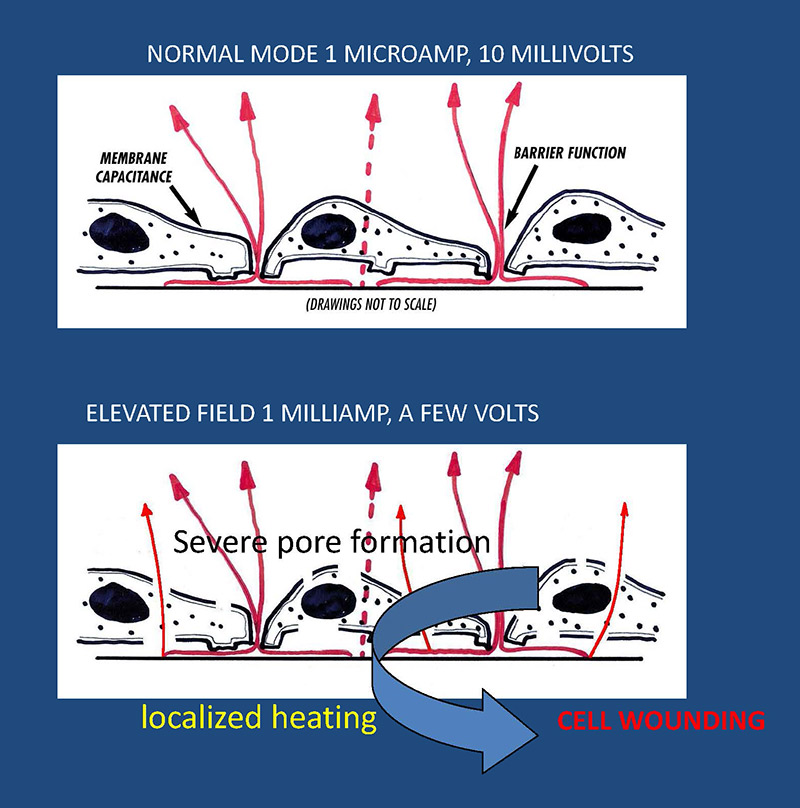 NORMAL MODE 1 MICROAMP, 10 MILLIVOLTS
MEMBRANE
CAPACITANCE
BARRIER FUNCTION
(DRAWINGS NOT TO SCALE)
ELEVATED FIELD 1 MILLIAMP, A FEW VOLTS
Severe pore formation
localized heating
CELL WOUNDING